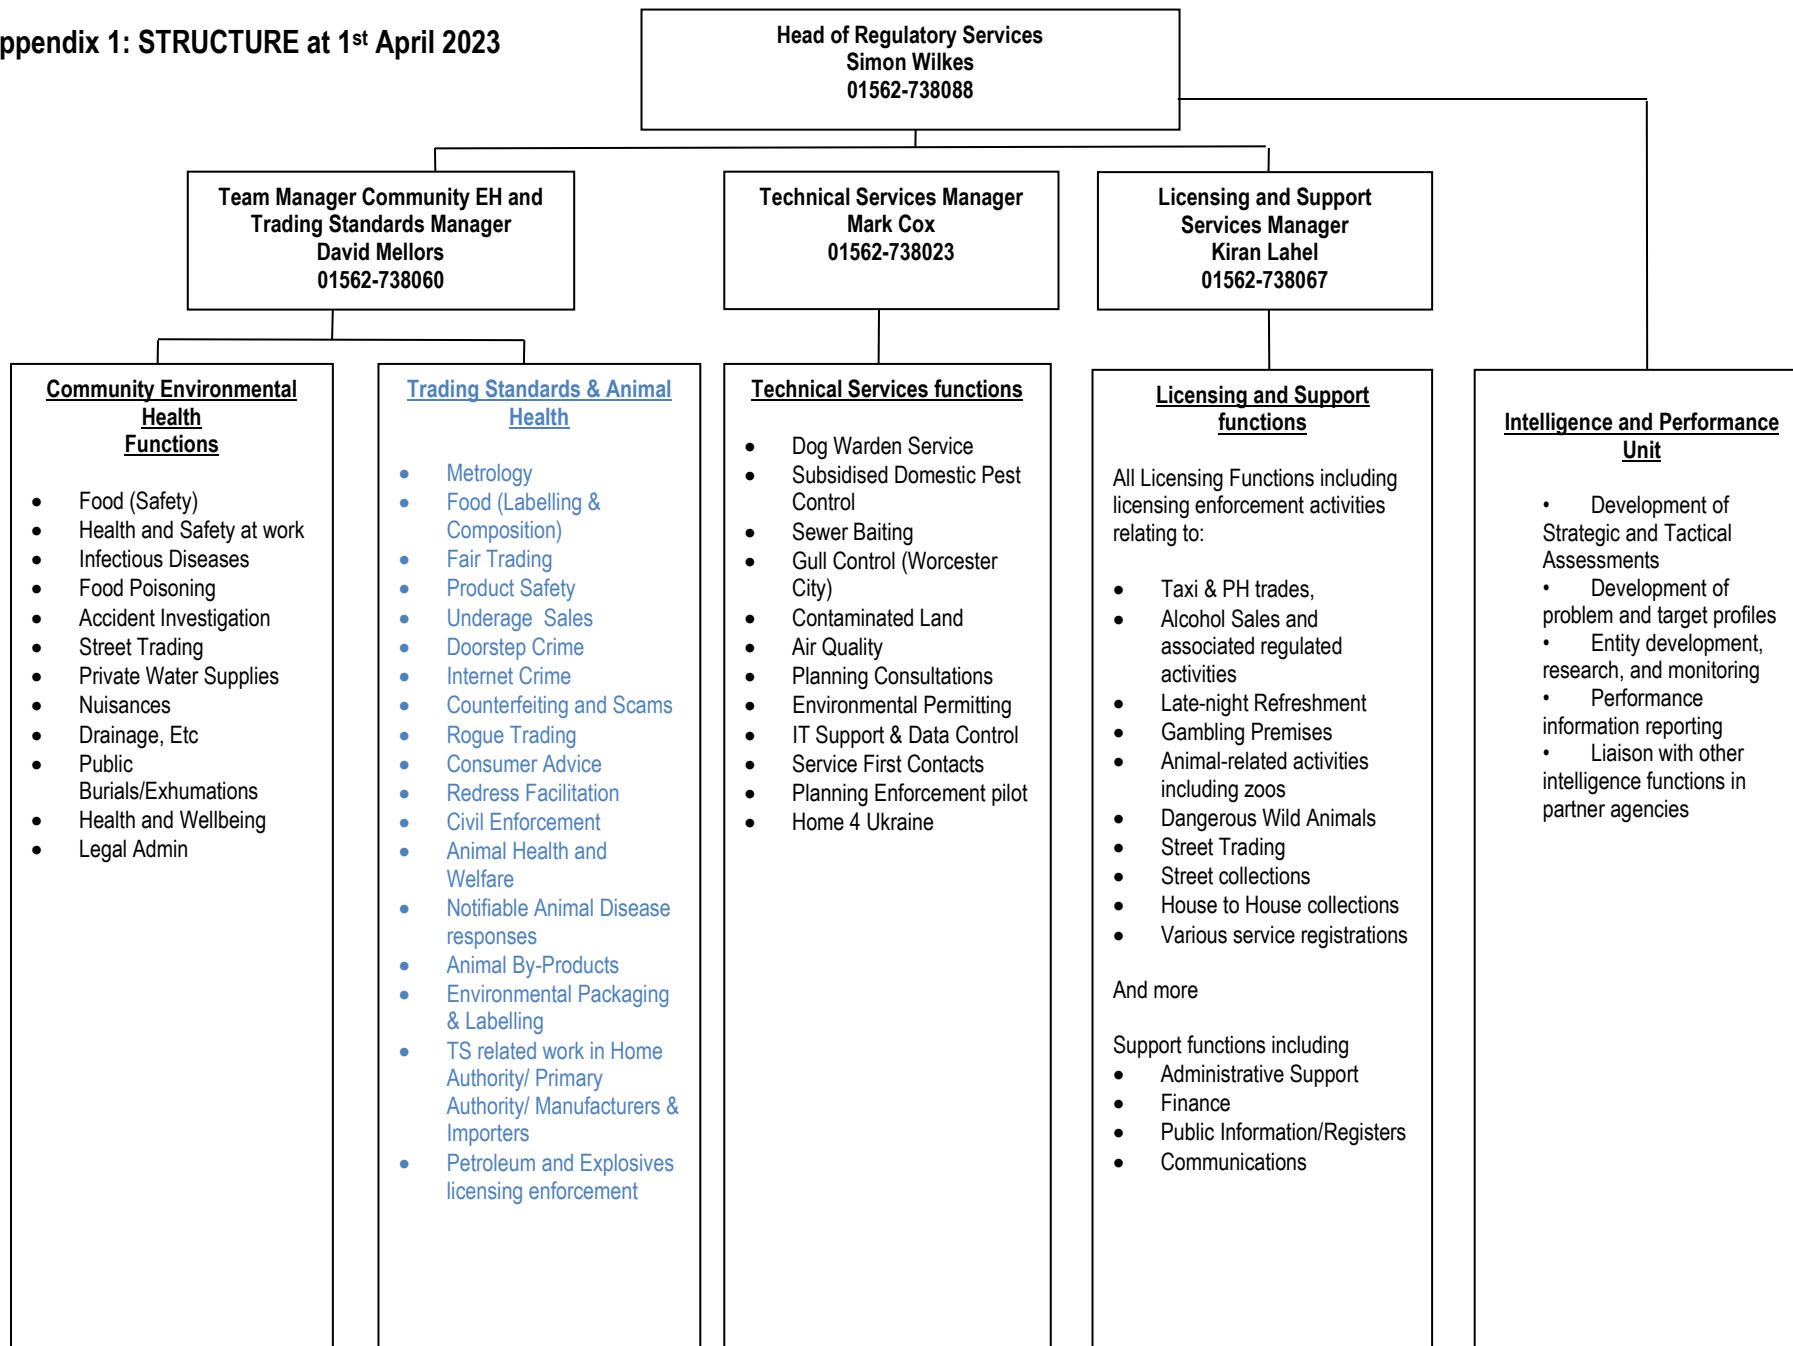 ppendix 1: STRUCTURE at 1st April 2023
Head of Regulatory Services
Simon Wilkes
01562-738088
Team Manager Community EH and
Trading Standards Manager
David Mellors
01562-738060
Technical Services Manager
Mark Cox
01562-738023
Licensing and Support
Services Manager
Kiran Lahel
01562-738067
Community Environmental
Health
Functions
• Food (Safety)
• Health and Safety at work
• Infectious Diseases
• Food Poisoning
• Accident Investigation
• Street Trading
• Private Water Supplies
• Nuisances
• Drainage, Etc
• Public
Burials/Exhumations
• Health and Wellbeing
• Legal Admin
Trading Standards & Animal
Health
• Metrology
• Food (Labelling &
Composition)
• Fair Trading
• Product Safety
• Underage Sales
• Doorstep Crime
• Internet Crime
• Counterfeiting and Scams
• Rogue Trading
• Consumer Advice
• Redress Facilitation
• Civil Enforcement
• Animal Health and
Welfare
• Notifiable Animal Disease
responses
• Animal By-Products
• Environmental Packaging
& Labelling
• TS related work in Home
Authority/ Primary
Authority/ Manufacturers &
Importers
• Petroleum and Explosives
licensing enforcement
Technical Services functions
• Dog Warden Service
• Subsidised Domestic Pest
Control
• Sewer Baiting
• Gull Control (Worcester
City)
• Contaminated Land
• Air Quality
• Planning Consultations
• Environmental Permitting
• IT Support & Data Control
• Service First Contacts
• Planning Enforcement pilot
• Home 4 Ukraine
Licensing and Support
functions
All Licensing Functions including
licensing enforcement activities
relating to:
• Taxi & PH trades,
• Alcohol Sales and
associated regulated
activities
• Late-night Refreshment
• Gambling Premises
• Animal-related activities
including zoos
• Dangerous Wild Animals
• Street Trading
• Street collections
• House to House collections
• Various service registrations
And more
Support functions including
• Administrative Support
• Finance
• Public Information/Registers
• Communications
Intelligence and Performance
Unit
• Development of
Strategic and Tactical
Assessments
• Development of
problem and target profiles
• Entity development,
research, and monitoring
• Performance
information reporting
• Liaison with other
intelligence functions in
partner agencies